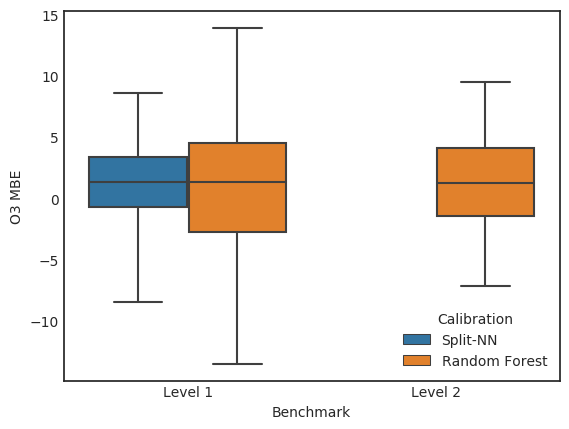 15
10
5
0
−5
−10
O3 MBE
Level 1
Level 2
Benchmark
Calibration
Split-NN
Random Forest